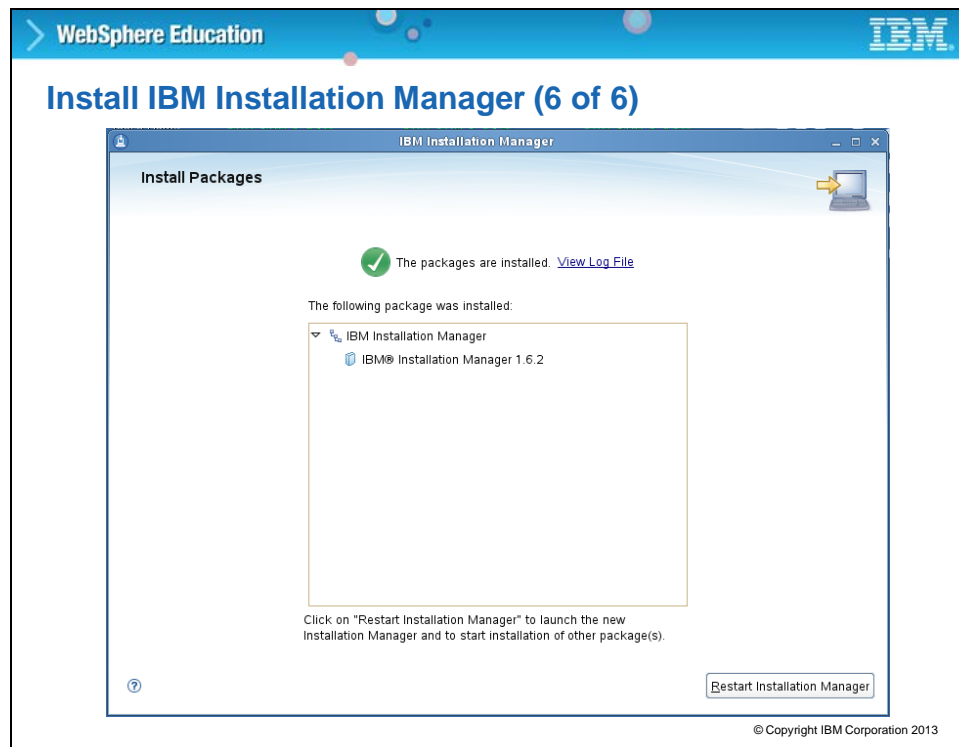 WebSphere Education
IBM.
Install IBM Installation Manager (6 of 6)
IBM Installation Manager
Install Packages
The packages are installed. View Log File
The following package was installed:
IBM Installation Manager
IBM® Installation Manager 1.6.2
Click on "Restart Installation Manager" to launch the new
Installation Manager and to start installation of other package(s).
Restart Installation Manager
© Copyright IBM Corporation 2013